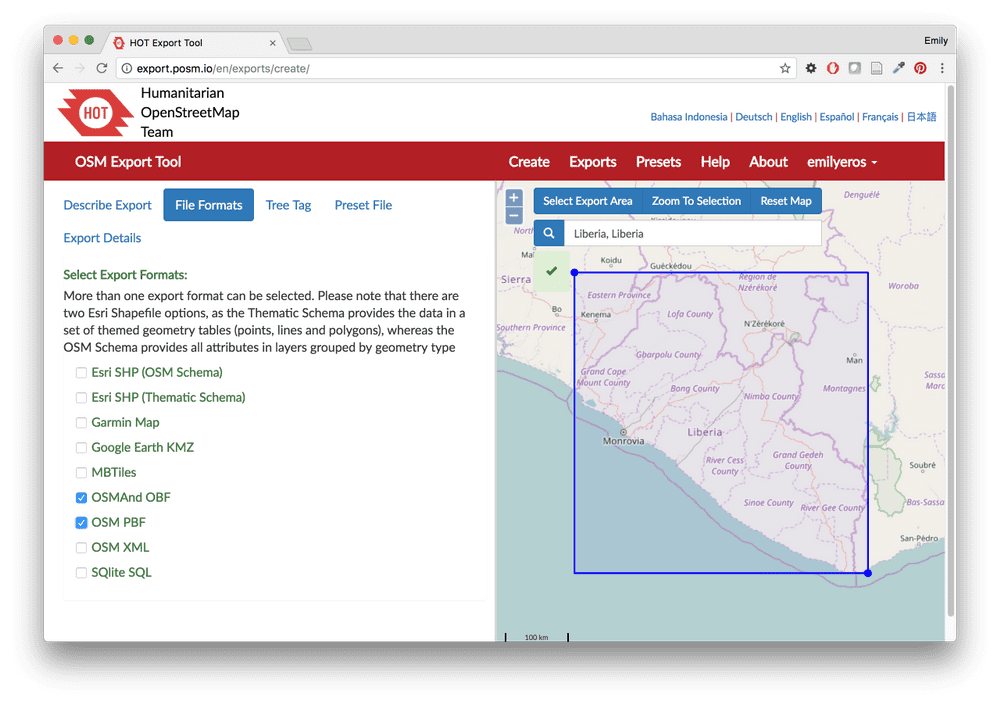 HOT Export Tool
Emily
export.posm.io/en/exports/create/
HOT
Humanitarian
OpenStreetMap
Team
Bahasa Indonesia | Deutsch | English | Español | Français | 日本語
OSM Export Tool
Create Exports Presets Help About emilyeros
Describe Export File Formats Tree Tag Preset File
Export Details
Select Export Formats:
More than one export format can be selected. Please note that there are
two Esri Shapefile options, as the Thematic Schema provides the data in a
set of themed geometry tables (points, lines and polygons), whereas the
OSM Schema provides all attributes in layers grouped by geometry type
Esri SHP (OSM Schema)
Esri SHP (Thematic Schema)
Garmin Map
Google Earth KMZ
MBTiles
OSMAnd OBF
OSM PBF
OSM XML
SQlite SQL
+
−
Select Export Area Zoom To Selection Reset Map
Liberia, Liberia
Denguélé
Koidu
Guéckédou
Région de
Nzérékoré
Sierra
Woroba
Eastern Province
Bo
Kenema
Lofa County
N'Zérékoré
Southern Province
Gbarpolu County
Man
Grand Cape
Mount County
Bong County
Montagnes
Nimba County
Monrovia
Liberia
River Cess
County
Grand Gedeh
County
Soubré
Sinoe County
River Gee County
Bas-Sassa
San-Pédro
100 km